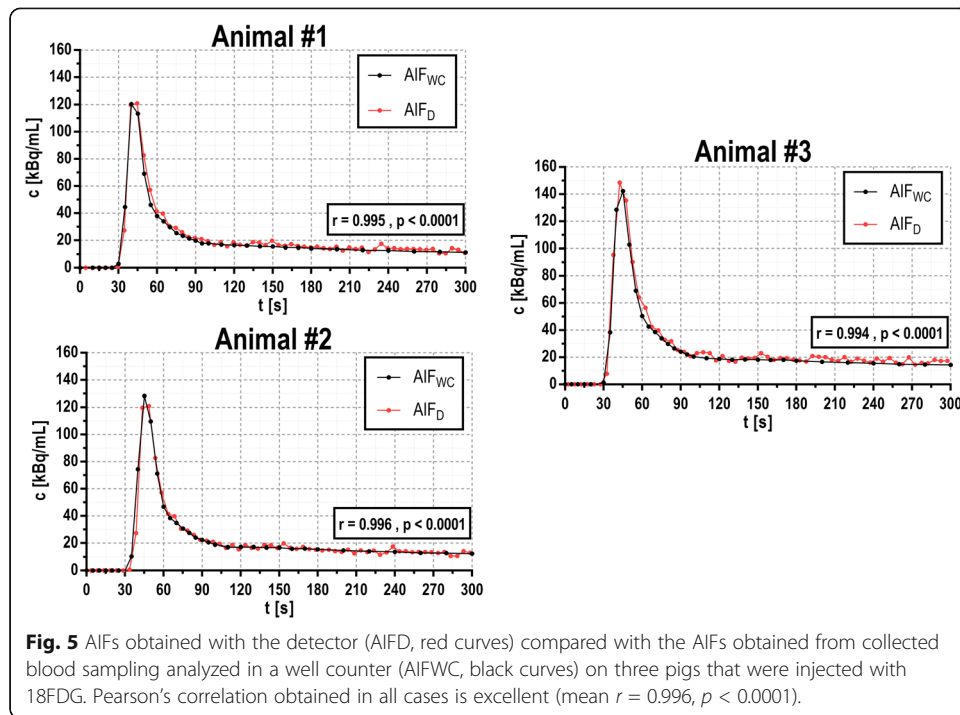 Animal #1
160
140
120
100
80
60
40
20
0
c [kBq/mL]
AIFWC
AIFD
r = 0.995 , p < 0.0001
0 30 60 90 120 150 180 210 240 270 300
t [s]
Animal #2
160
140
120
100
80
60
40
20
0
c [kBq/mL]
AIFWC
AIFD
r = 0.996 , p < 0.0001
0 30 60 90 120 150 180 210 240 270 300
t [s]
Animal #3
160
140
120
100
80
60
40
20
0
c [kBq/mL]
AIFWC
AIFD
r = 0.994 , p < 0.0001
0 30 60 90 120 150 180 210 240 270 300
t [s]
Fig. 5 AIFs obtained with the detector (AIFD, red curves) compared with the AIFs obtained from collected
blood sampling analyzed in a well counter (AIFWC, black curves) on three pigs that were injected with
18FDG. Pearson's correlation obtained in all cases is excellent (mean r = 0.996, p < 0.0001).